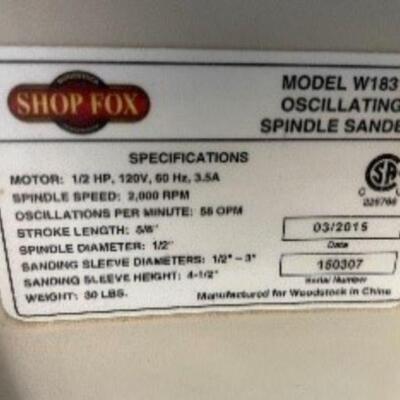 WOODSTOCK
SHOP FOX
MODEL W183
OSCILLATING
SPINDLE SANDE
SPECIFICATIONS
MOTOR: 1/2 HP, 120V, 60 Hz, 3.5A
SPINDLE SPEED: 2,000 RPM
OSCILLATIONS PER MINUTE: 58 OPM
STROKE LENGTH: 5/8"
SPINDLE DIAMETER: 1/2"
SANDING SLEEVE DIAMETERS: 1/2" - 3"
SANDING SLEEVE HEIGHT: 4-1/2"
WEIGHT: 30 LBS.
SA
C
03/2015
Date
150307
Serial Number
Manufactured for Woodstock in China